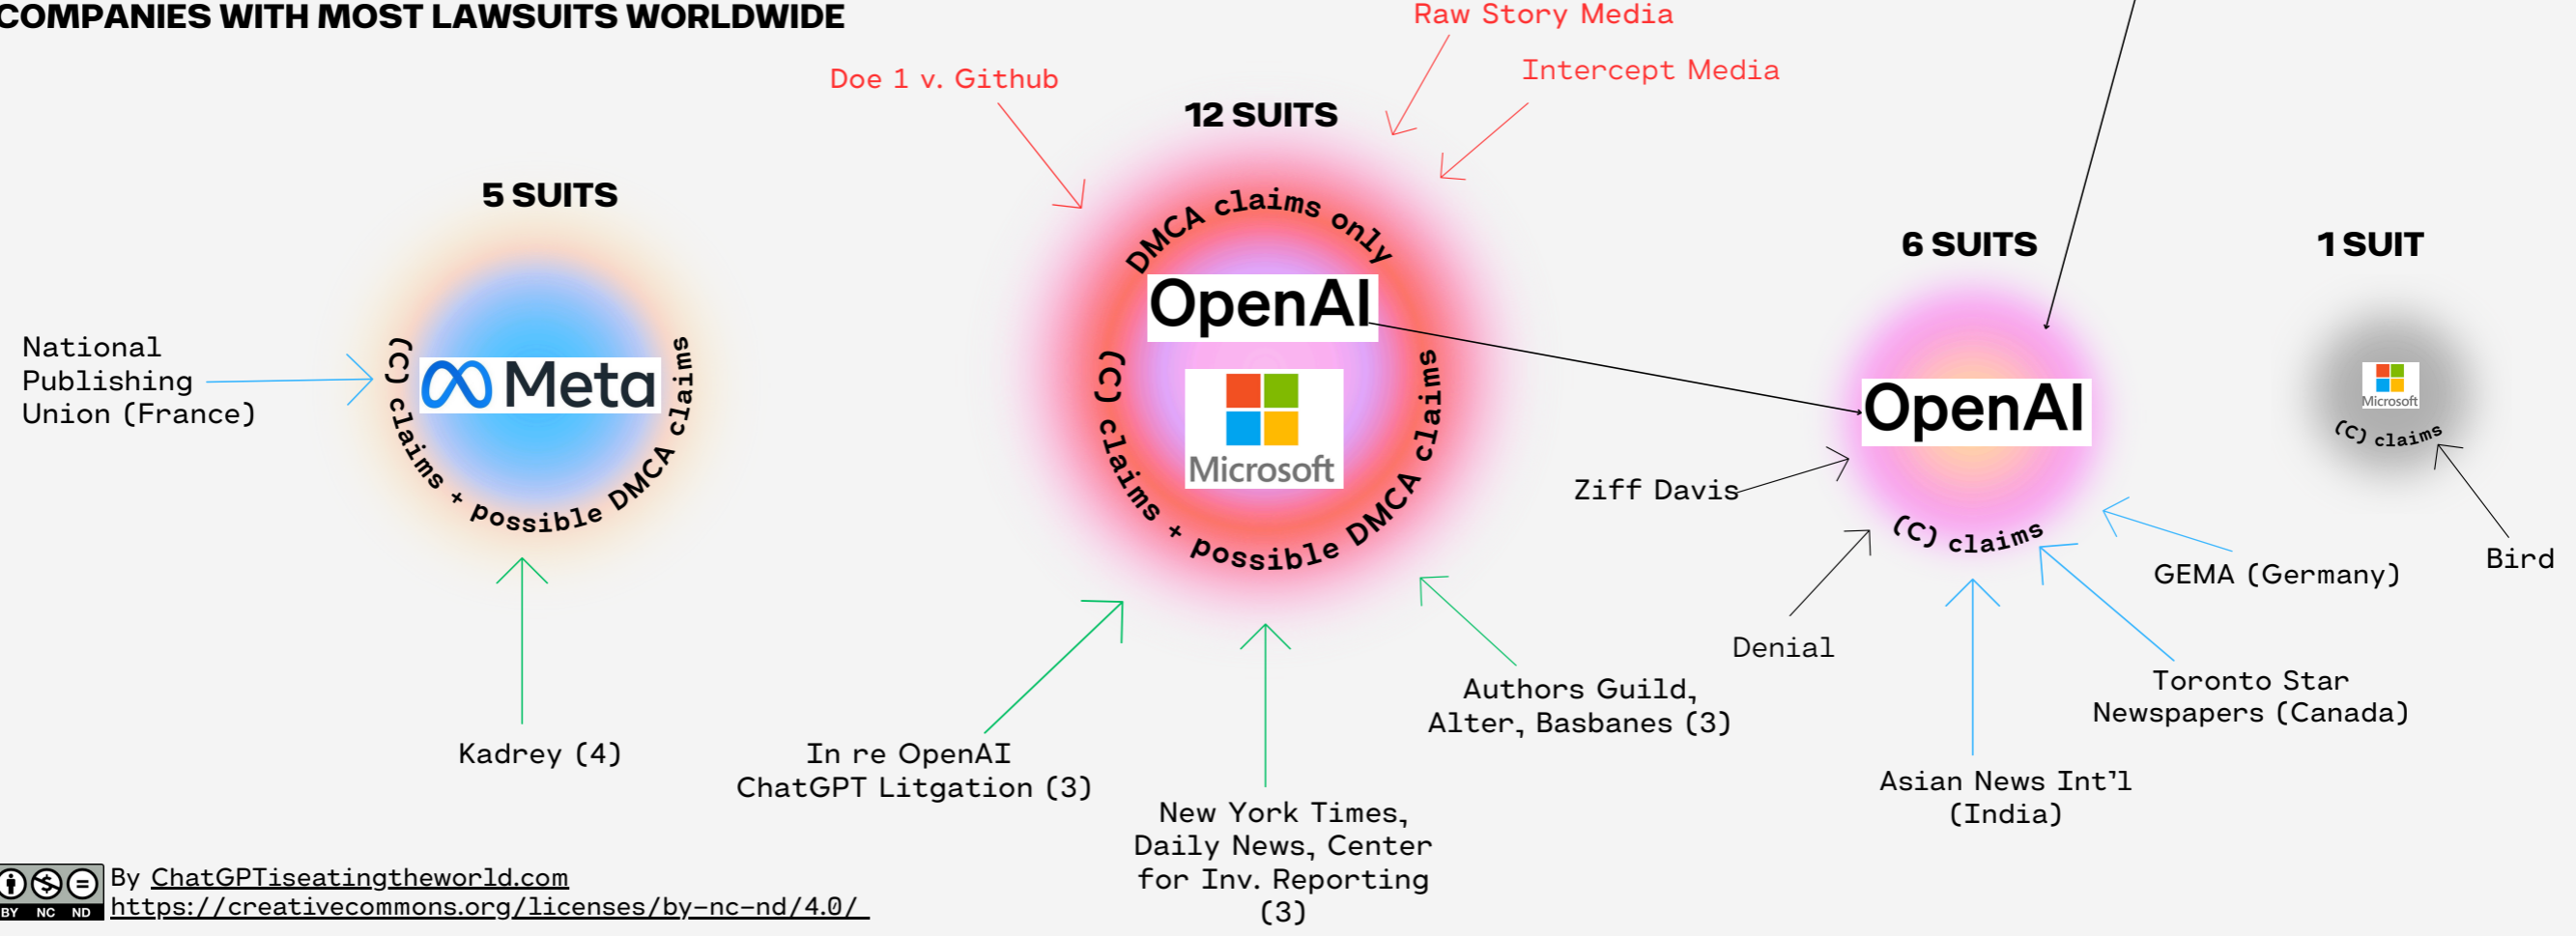 COMPANIES WITH MOST LAWSUITS WORLDWIDE
Raw Story Media
Doe 1 v. Github
Intercept Media
12 SUITS
5 SUITS
6 SUITS
1 SUIT
National
Publishing
Union (France)
Meta
(C) claims + possible DMCA claims
Kadrey (4)
DMCA claims only
OpenAI
Microsoft
(C) claims + possible DMCA claims
In re OpenAI
ChatGPT Litgation (3)
New York Times,
Daily News, Center
for Inv. Reporting
(3)
Authors Guild,
Alter, Basbanes (3)
OpenAI
(C) claims
Ziff Davis
Denial
Asian News Int'l
(India)
Toronto Star
Newspapers (Canada)
GEMA (Germany)
Microsoft
(C) claims
Bird
BY NC ND
By ChatGPTiseatingtheworld.com
https://creativecommons.org/licenses/by-nc-nd/4.0/